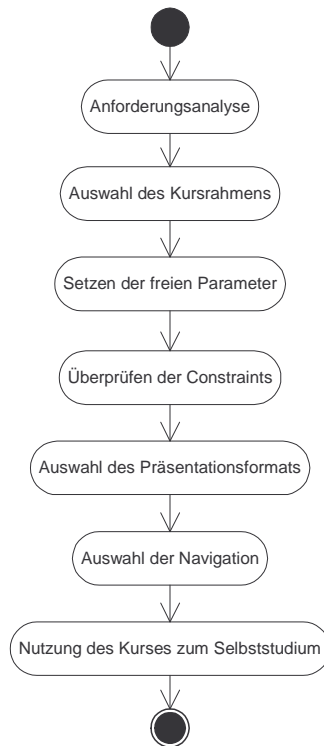 Anforderungsanalyse
Auswahl des Kursrahmens
Setzen der freien Parameter
Überprüfen der Constraints
Auswahl des Präsentationsformats
Auswahl der Navigation
Nutzung des Kurses zum Selbststudium